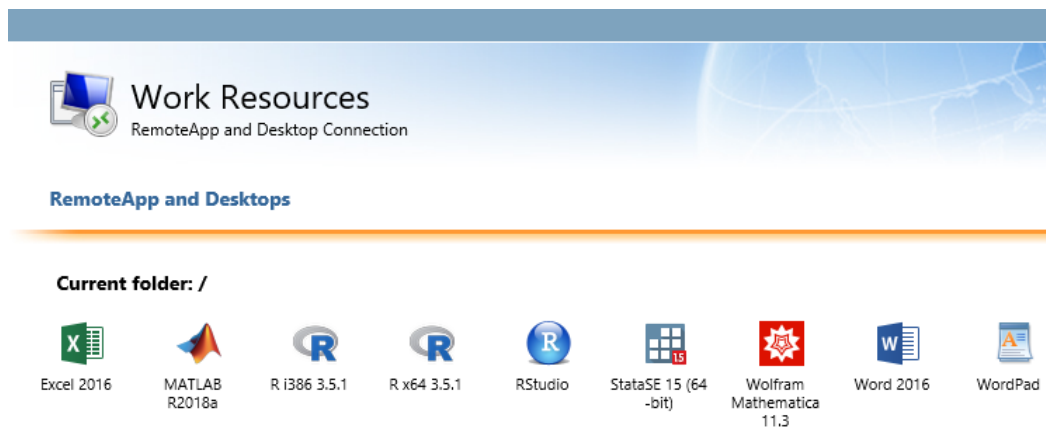 Work Resources
RemoteApp and Desktop Connection
RemoteApp and Desktops
Current folder: /
X
R
R
R
15
W
A
Excel 2016
MATLAB
R2018a
R i386 3.5.1
R x64 3.5.1
RStudio
StataSE 15 (64
-bit)
Wolfram
Mathematica
11.3
Word 2016
WordPad